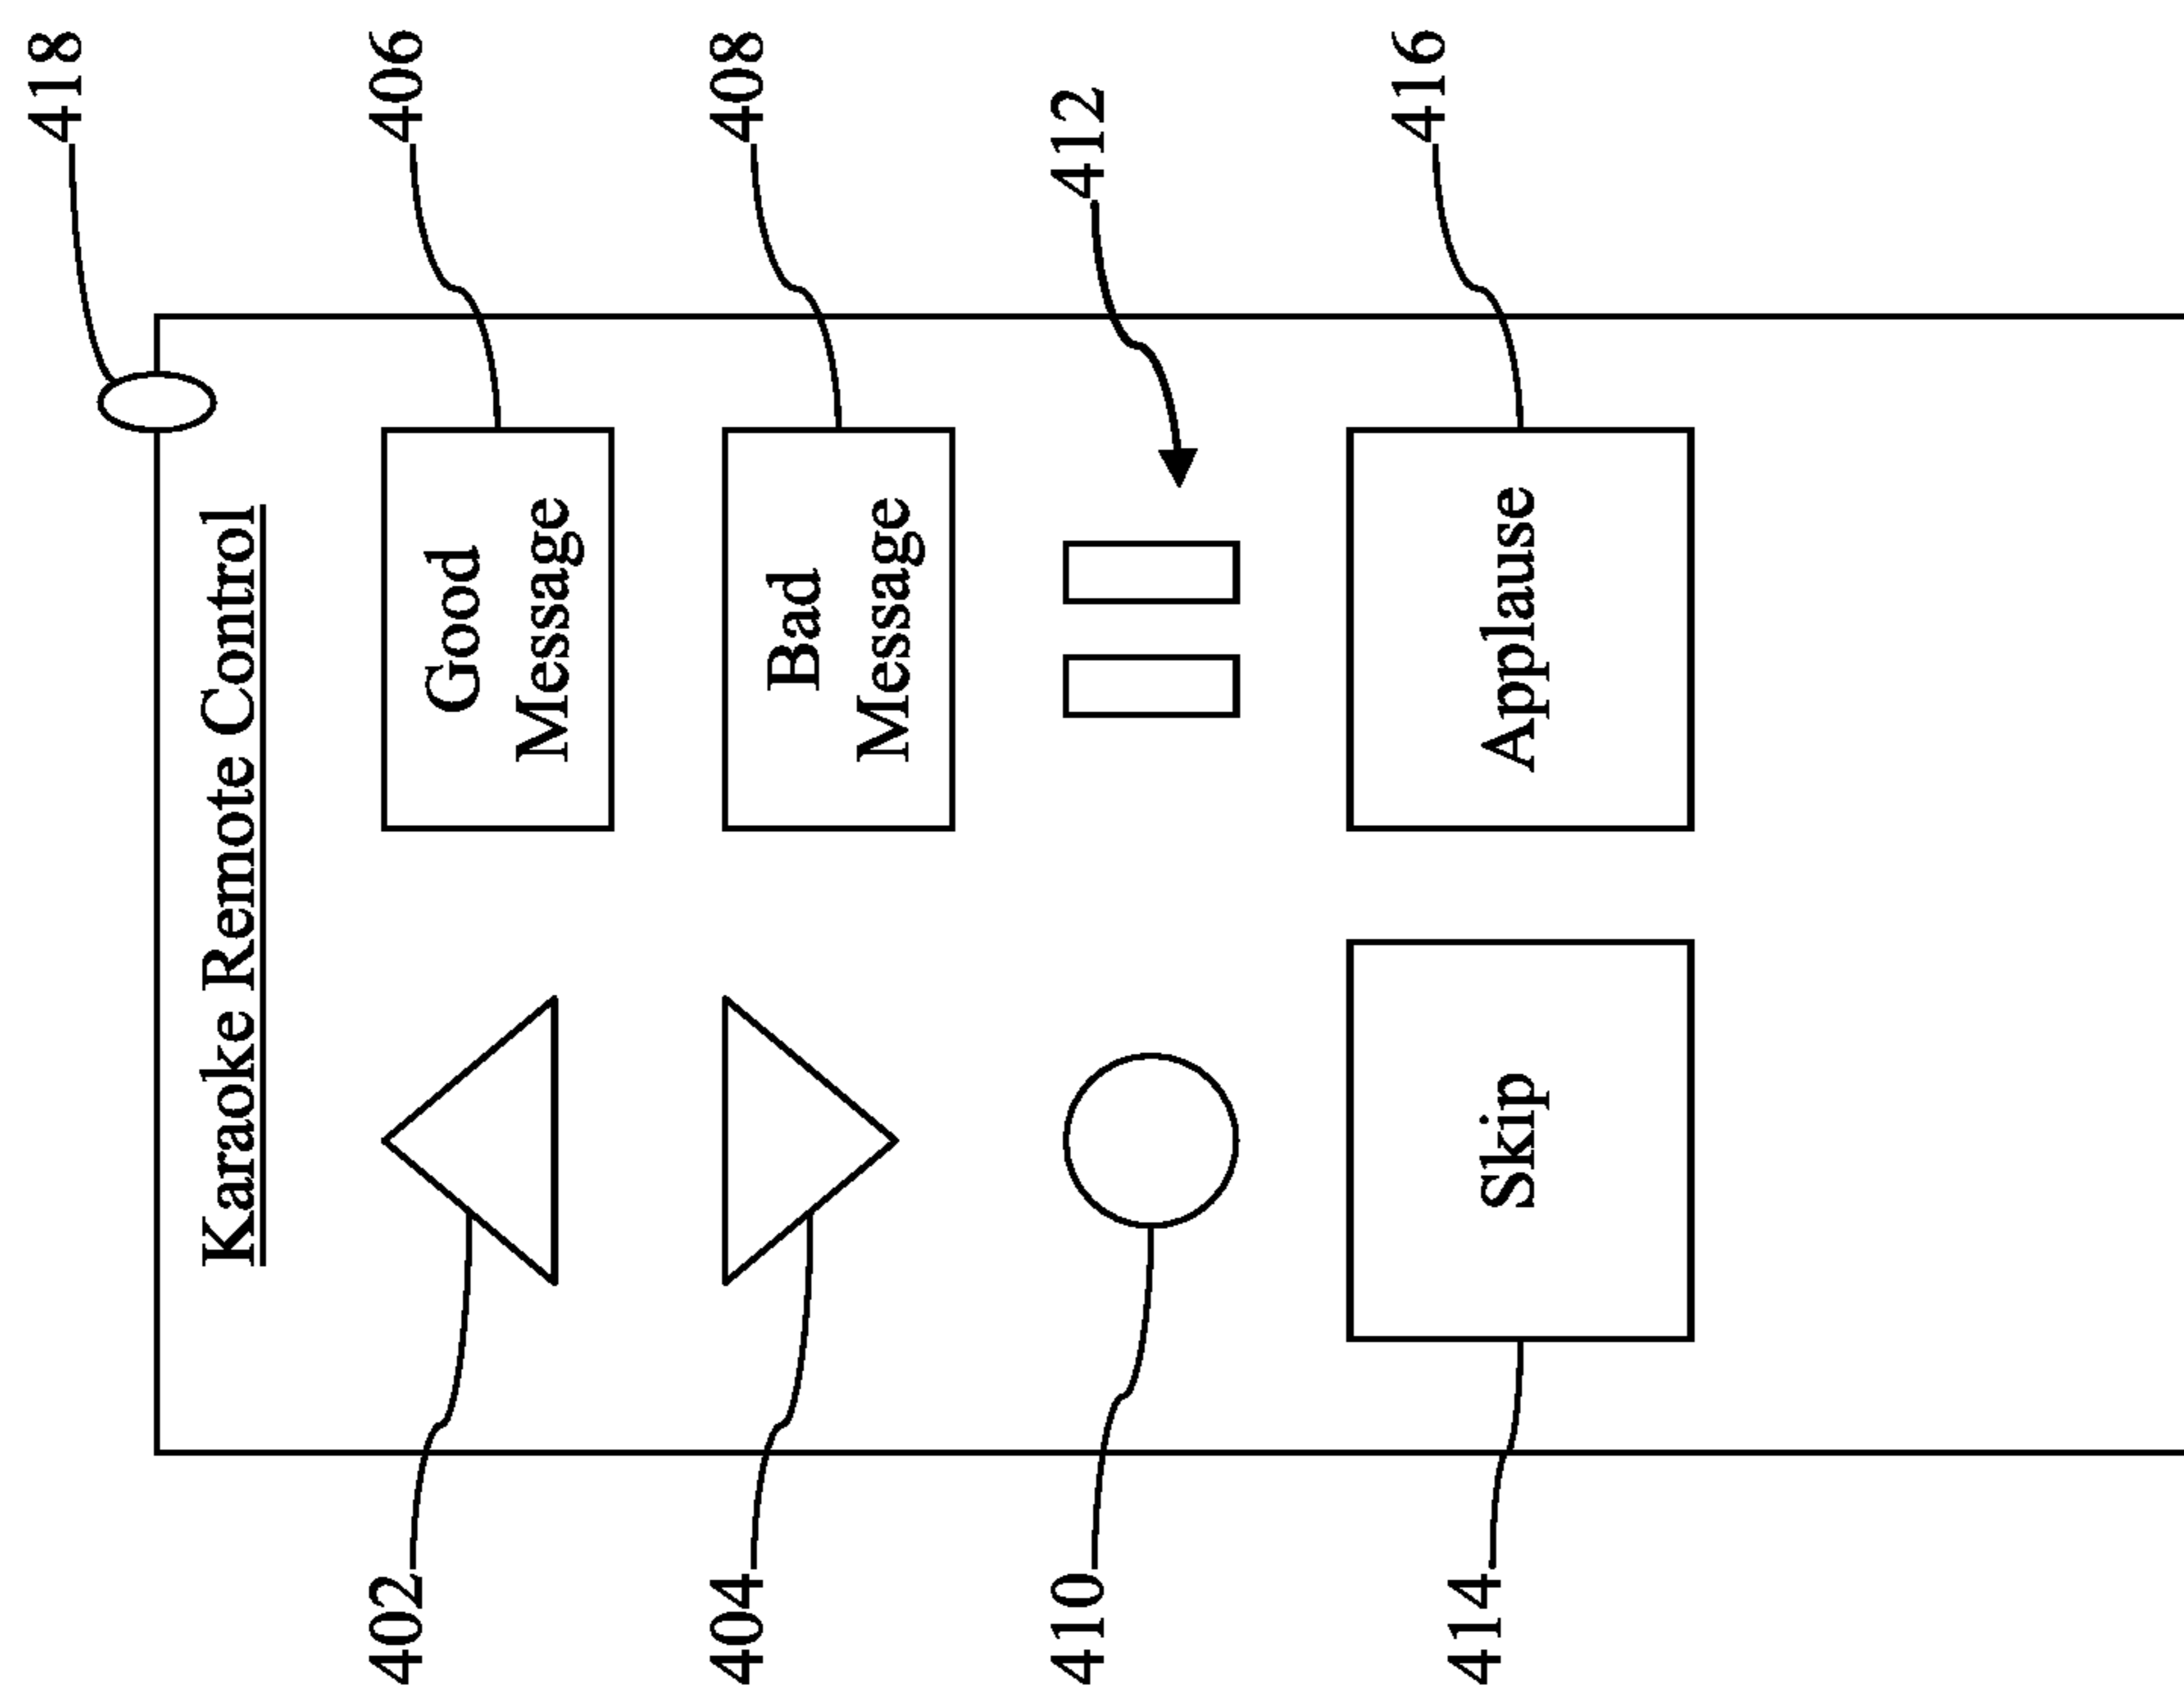 418
Karaoke Remote Control
402
406
Good
Message
404
408
Bad
Message
410
412
414
Skip
416
Applause